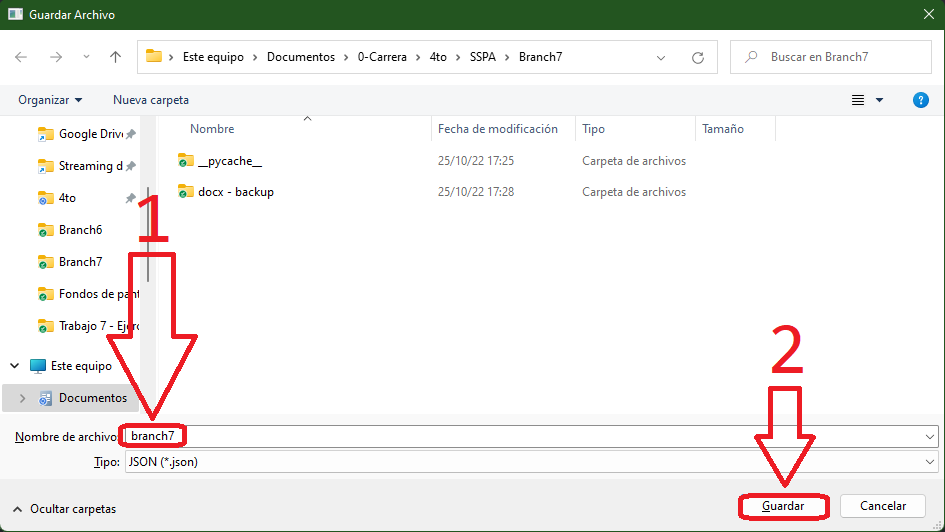 Guardar Archivo
Este equipo > Documentos > 0-Carrera > 4to > SSPA > Branch7
Buscar en Branch7
Organizar
Nueva carpeta
?
Nombre
Fecha de modificación
Tipo
Tamaño
Google Driv
__pycache__
25/10/22 17:25
Carpeta de archivos
Streaming d
docx - backup
25/10/22 17:28
Carpeta de archivos
4to
1
Branch6
Branch7
Fondos de pant
Trabajo 7 - Ejerc
2
Este equipo
Documentos
Nombre de archivo: branch7
Tipo: JSON (*.json)
Ocultar carpetas
Guardar
Cancelar